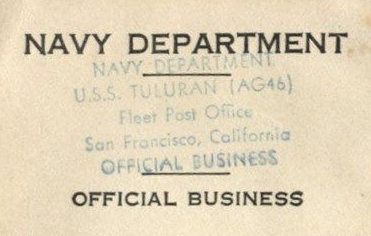 NAVY DEPARTMENT
NAVY DEPARTMENT
U.S.S. TULURAN (AG46)
Fleet Post Office
San Francisco, California
OFFICIAL BUSINESS
OFFICIAL BUSINESS